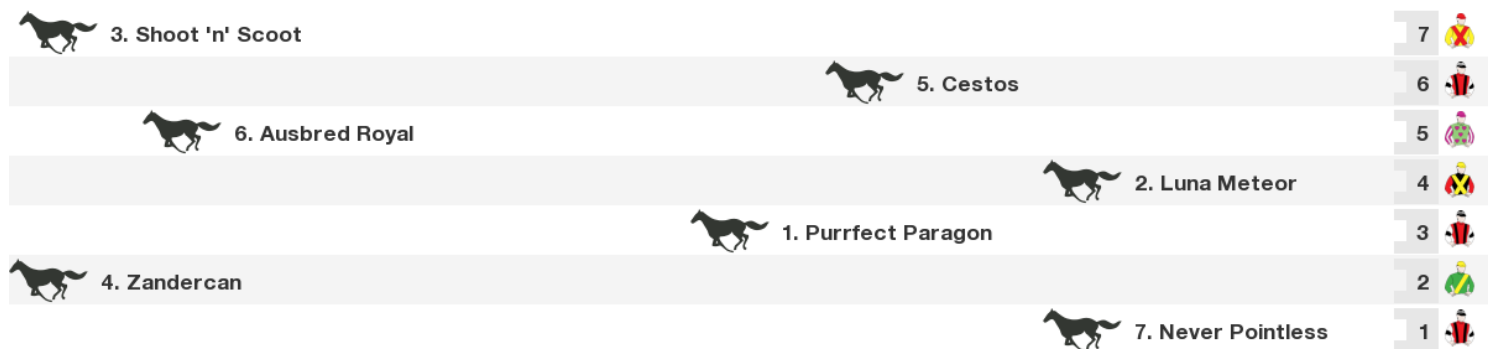 3. Shoot 'n' Scoot 7
5. Cestos 6
6. Ausbred Royal 5
2. Luna Meteor 4
1. Purrfect Paragon 3
4. Zandercan 2
7. Never Pointless 1